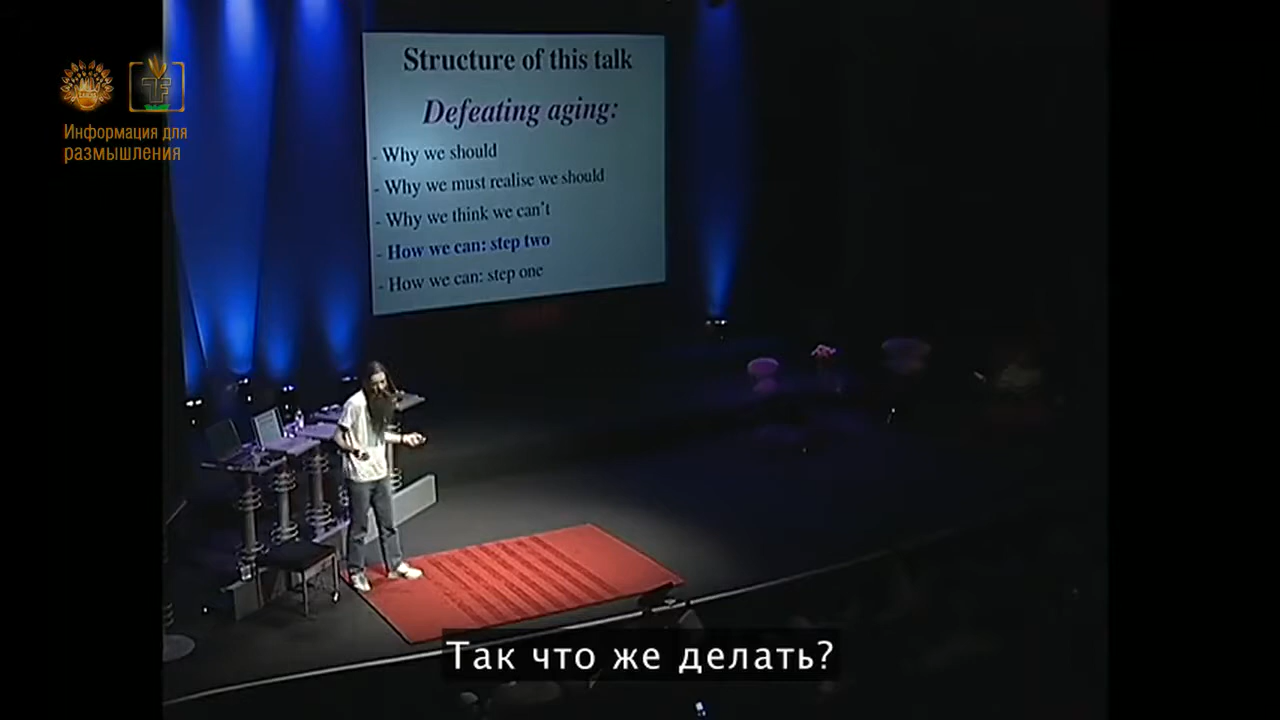 Информация для
размышления
Structure of this talk
Defeating aging:
- Why we should
- Why we must realise we should
- Why we think we can't
- How we can: step two
- How we can: step one
Так что же делать?